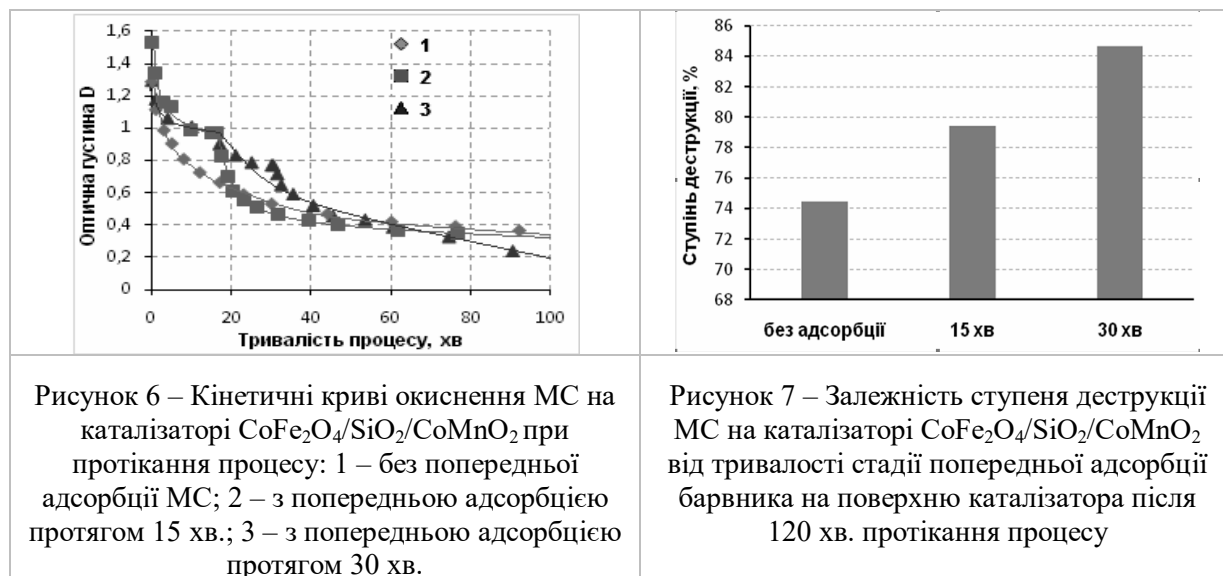 1,6
1,4
1,2
1
0,8
0,6
0,4
0,2
0
Оптична густина D
1
2
3
0 20 40 60 80 100
Тривалість процесу, хв
86
84
82
80
78
76
74
72
70
68
Ступінь деструкції, %
без адсорбції 15 хв 30 хв
Рисунок 6 – Кінетичні криві окиснення МС на
каталізаторі CoFe₂O₄/SiO₂/CoMnO₂ при
протікання процесу: 1 – без попередньої
адсорбції МС; 2 – з попередньою адсорбцією
протягом 15 хв.; 3 – з попередньою адсорбцією
протягом 30 хв.
Рисунок 7 – Залежність ступеня деструкції
МС на каталізаторі CoFe₂O₄/SiO₂/CoMnO₂
від тривалості стадії попередньої адсорбції
барвника на поверхню каталізатора після
120 хв. протікання процесу